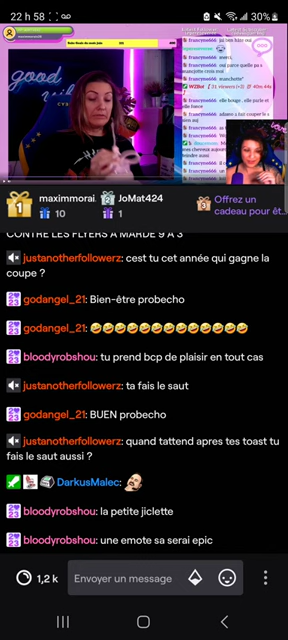 22 h 58
30%
good
maximmorai.
10
JoMat424
1
Offrez un
cadeau pour êt...
CONTRE LES FLYERS A MARDE 9 A 3
justanotherfollowerz: cest tu cet année qui gagne la
coupe ?
godangel_21: Bien-être probecho
godangel_21: 🤣🤣🤣🤣🤣🤣🤣🤣🤣🤣🤣🤣🤣
bloodyrobshou: tu prend bcp de plaisir en tout cas
justanotherfollowerz: ta fais le saut
godangel_21: BUEN probecho
justanotherfollowerz: quand tattend apres tes toast tu
fais le saut aussi ?
DarkusMalec:
bloodyrobshou: la petite jiclette
bloodyrobshou: une emote sa serai epic
1,2 k
Envoyer un message